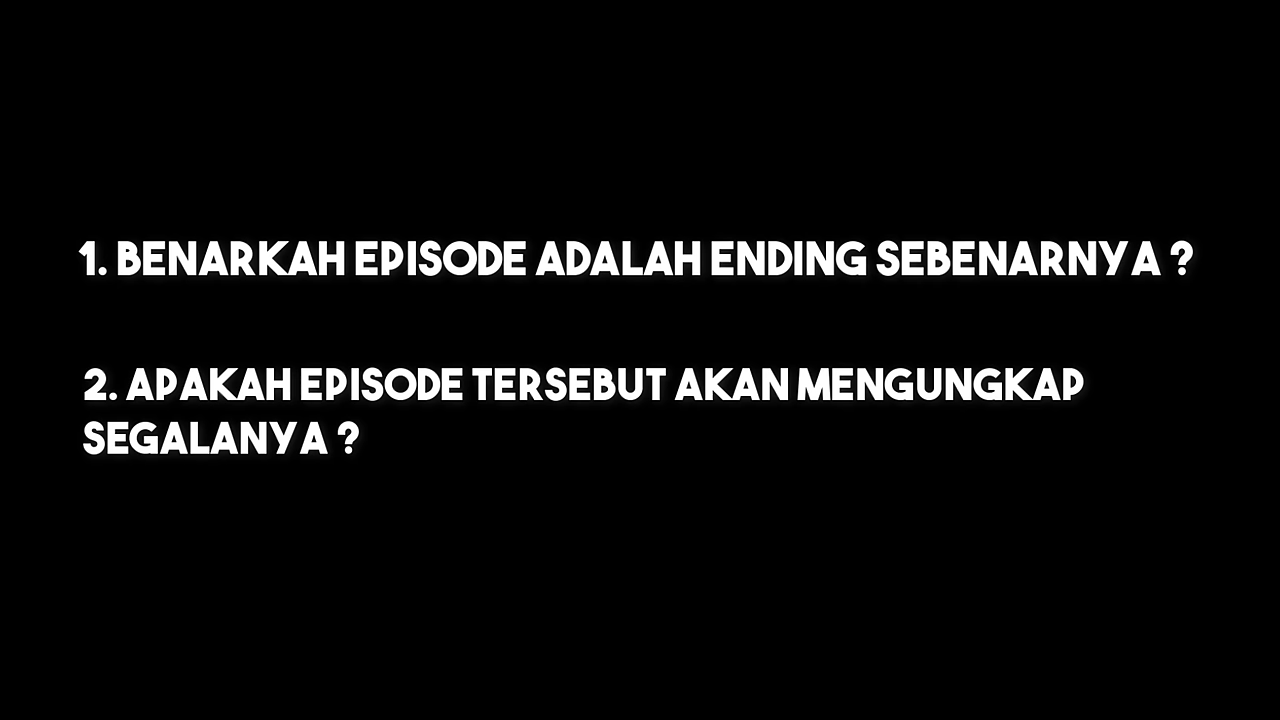 1. BENARKAH EPISODE ADALAH ENDING SEBENARNYA ?
2. APAKAH EPISODE TERSEBUT AKAN MENGUNGKAP
SEGALANYA ?